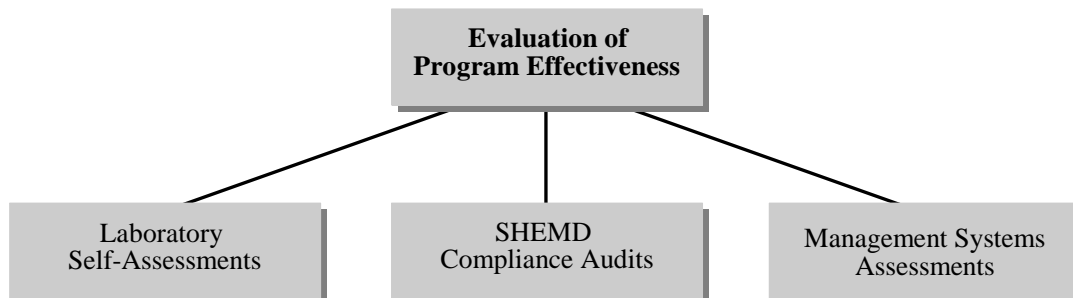 Evaluation of
Program Effectiveness
Laboratory
Self-Assessments
SHEMD
Compliance Audits
Management Systems
Assessments